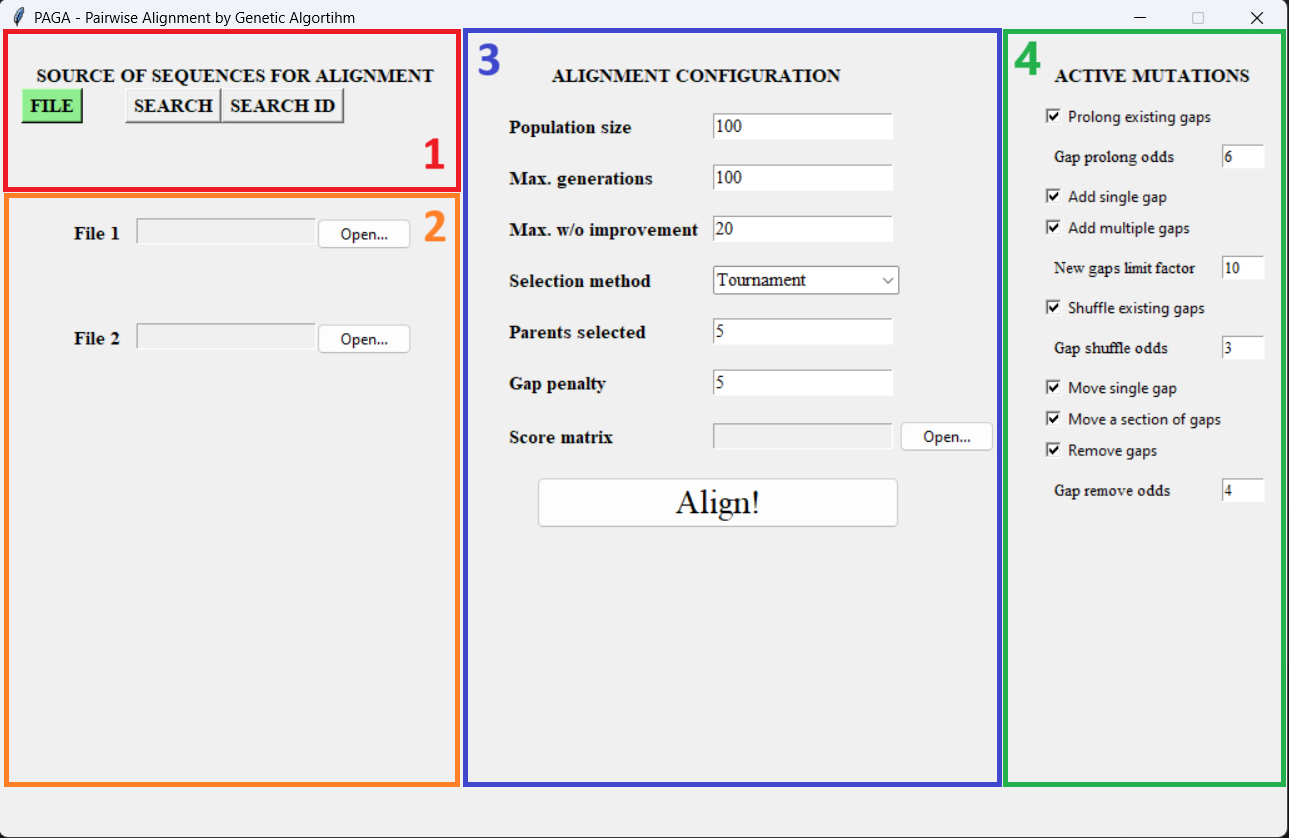 PAGA - Pairwise Alignment by Genetic Algortihm
SOURCE OF SEQUENCES FOR ALIGNMENT
FILE SEARCH SEARCH ID
1
2
File 1 Open...
File 2 Open...
3
ALIGNMENT CONFIGURATION
Population size 100
Max. generations 100
Max. w/o improvement 20
Selection method Tournament
Parents selected 5
Gap penalty 5
Score matrix Open...
Align!
4
ACTIVE MUTATIONS
Prolong existing gaps
Gap prolong odds 6
Add single gap
Add multiple gaps
New gaps limit factor 10
Shuffle existing gaps
Gap shuffle odds 3
Move single gap
Move a section of gaps
Remove gaps
Gap remove odds 4